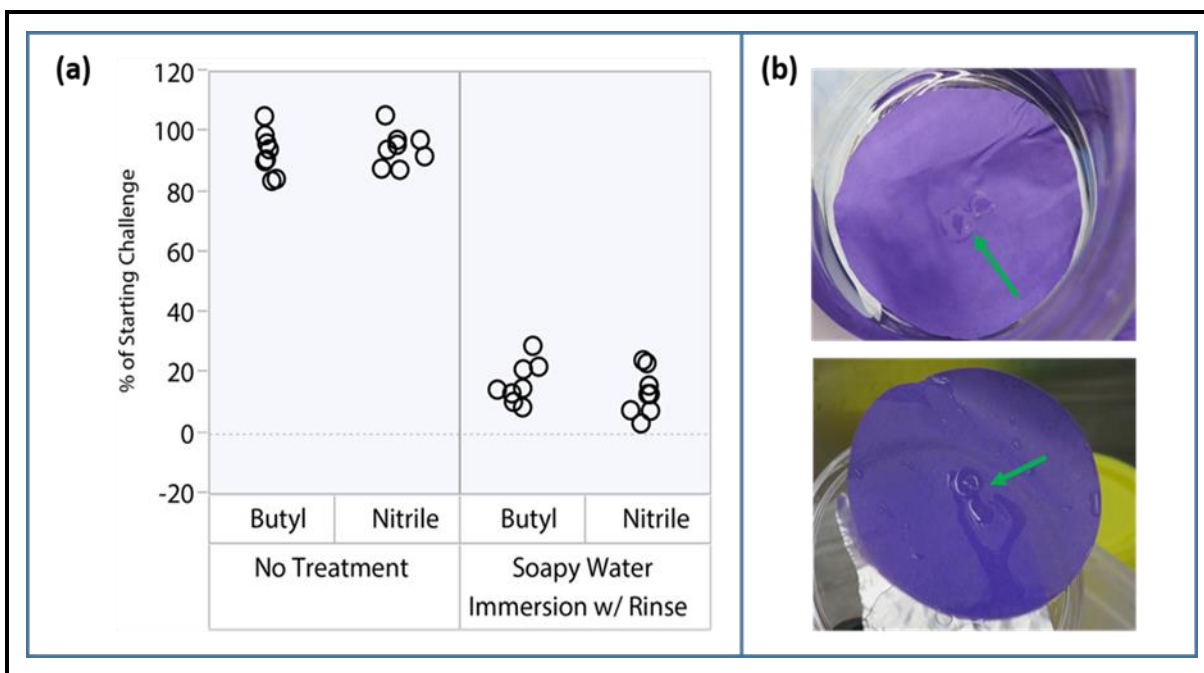 (a)
120
100
80
60
40
20
0
-20
% of Starting Challenge
Butyl
Nitrile
Butyl
Nitrile
No Treatment
Soapy Water
Immersion w/ Rinse
(b)